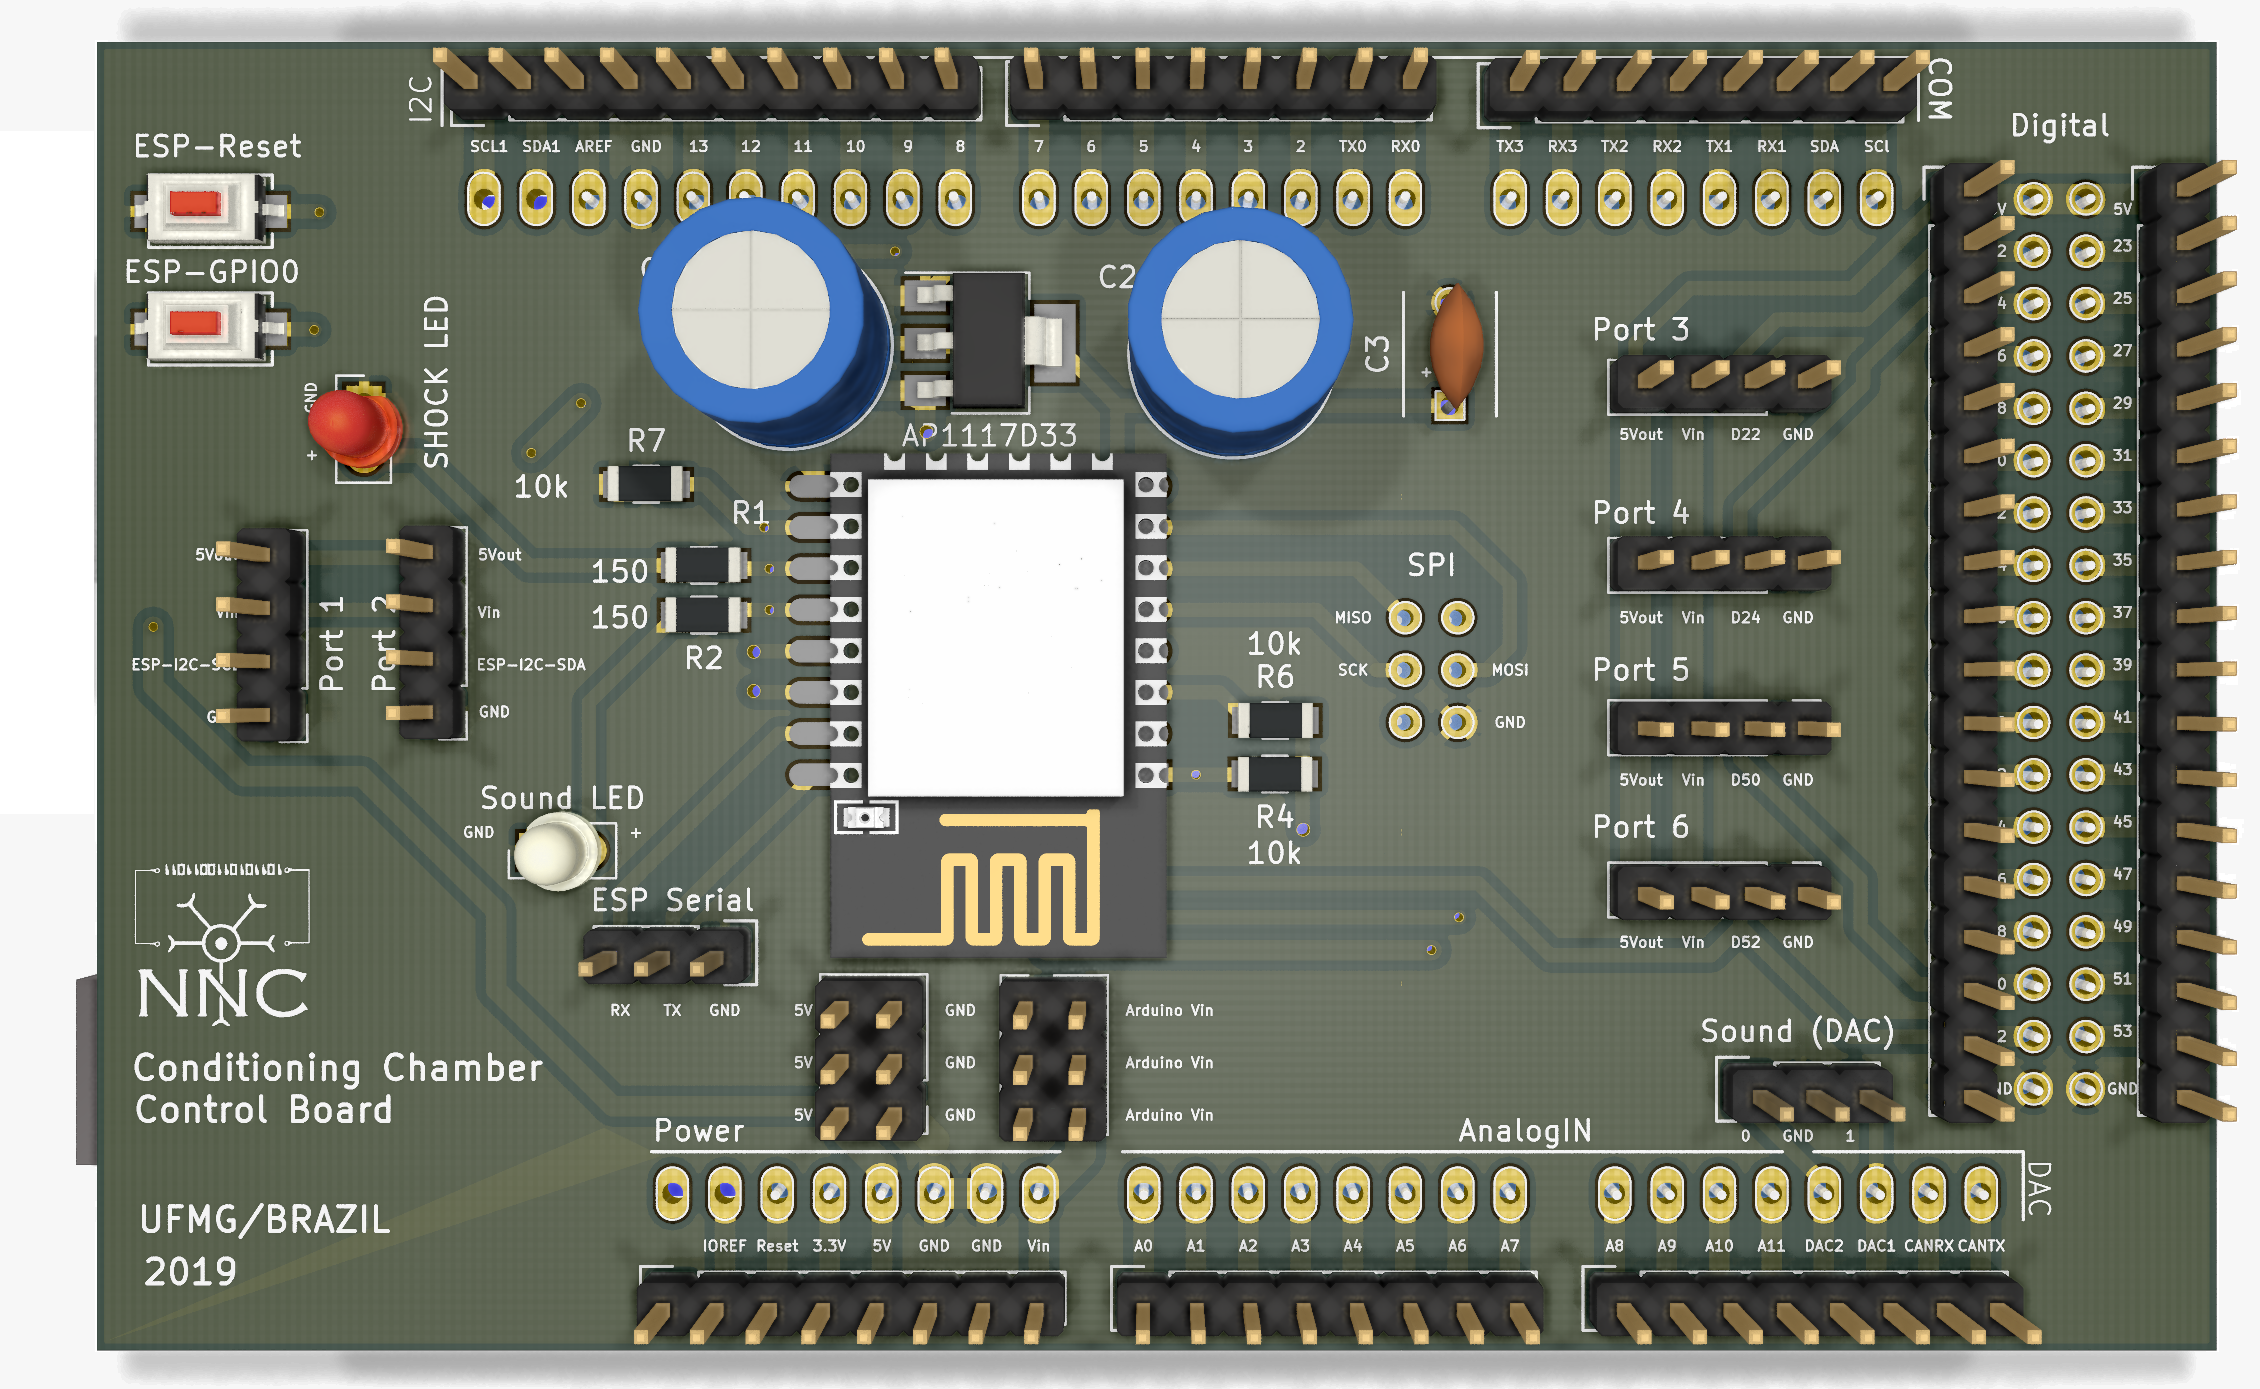 I2C
COM
Digital
ESP-Reset
SCL1 SDA1 AREF GND 13 12 11 10 9 8
7 6 5 4 3 2 TX0 RX0
TX3 RX3 TX2 RX2 TX1 RX1 SDA SCl
ESP-GPIO0
SHOCK LED
GND
+
C2
C3
+
AP1117D33
R7
10k
R1
150
150
R2
Port 3
5Vout Vin D22 GND
Port 4
5Vout Vin D24 GND
Port 5
5Vout Vin D50 GND
Port 6
5Vout Vin D52 GND
5V
23
25
27
29
31
33
35
37
39
41
43
45
47
49
51
53
GND
Port 1
Port 2
5Vout
Vin
ESP-I2C-SDA
GND
SPI
MISO
SCK MOSI
GND
10k
R6
R4
10k
Sound LED
GND +
ESP Serial
RX TX GND
NNC
Conditioning Chamber
Control Board
UFMG/BRAZIL
2019
5V GND Arduino Vin
5V GND Arduino Vin
5V GND Arduino Vin
Sound (DAC)
0 GND 1
Power
AnalogIN
DAC
IOREF Reset 3.3V 5V GND GND Vin
A0 A1 A2 A3 A4 A5 A6 A7
A8 A9 A10 A11 DAC2 DAC1 CANRX CANTX